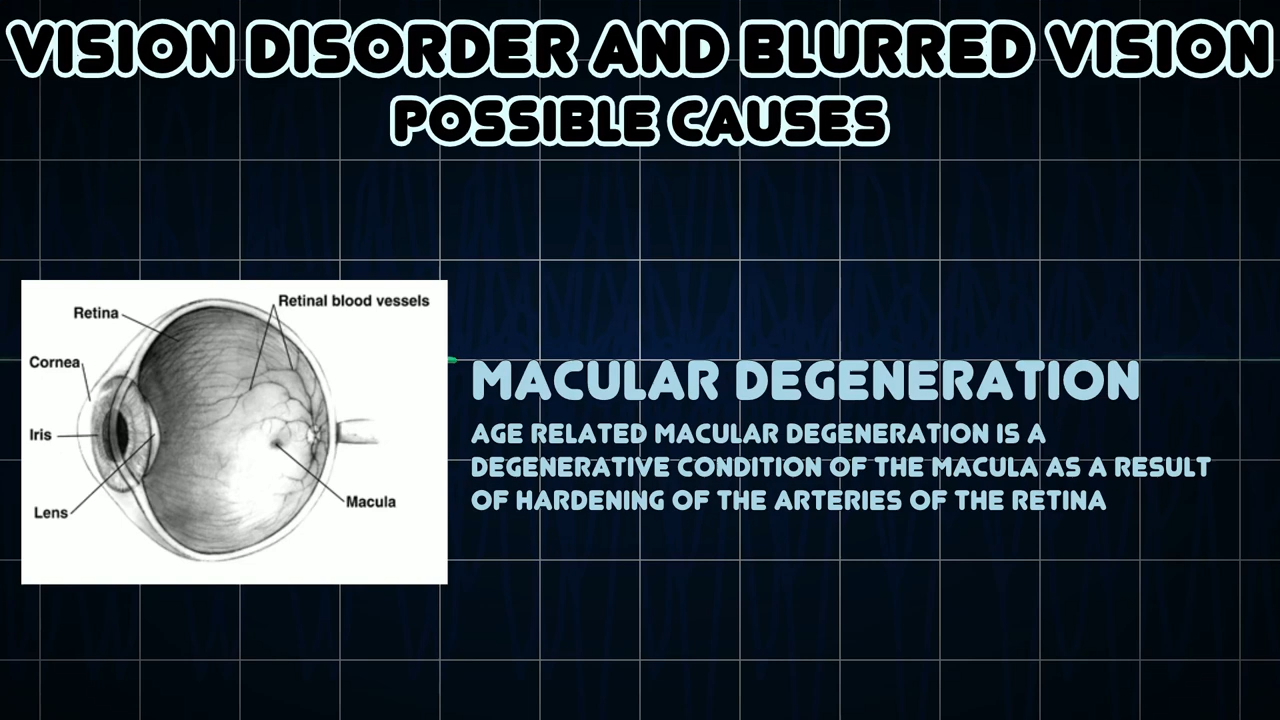 VISION DISORDER AND BLURRED VISION
POSSIBLE CAUSES
Retinal blood vessels
Retina
Cornea
Iris
Lens
Macula
MACULAR DEGENERATION
AGE RELATED MACULAR DEGENERATION IS A
DEGENERATIVE CONDITION OF THE MACULA AS A RESULT
OF HARDENING OF THE ARTERIES OF THE RETINA